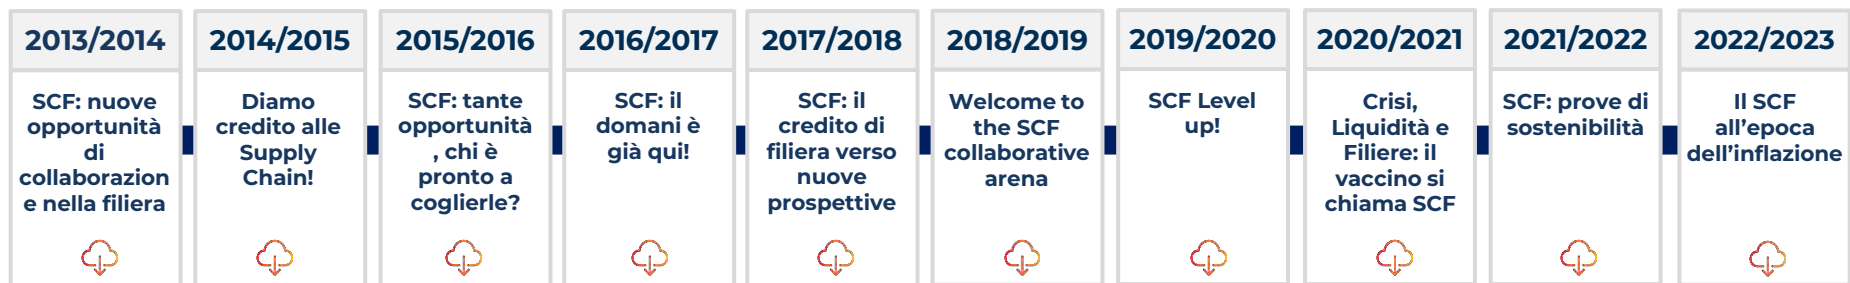 2013/2014
SCF: nuove
opportunità
di
collaborazion
e nella filiera
2014/2015
Diamo
credito alle
Supply
Chain!
2015/2016
SCF: tante
opportunità
, chi è
pronto a
coglierle?
2016/2017
SCF: il
domani è
già qui!
2017/2018
SCF: il
credito di
filiera verso
nuove
prospettive
2018/2019
Welcome to
the SCF
collaborative
arena
2019/2020
SCF Level
up!
2020/2021
Crisi,
Liquidità e
Filiere: il
vaccino si
chiama SCF
2021/2022
SCF: prove di
sostenibilità
2022/2023
Il SCF
all’epoca
dell’inflazione